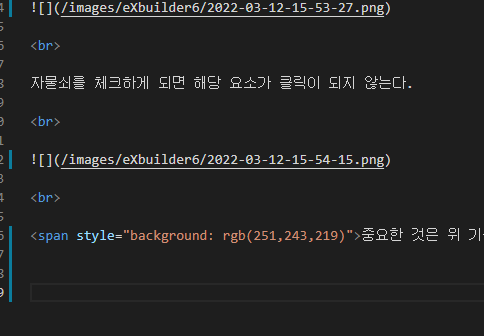 4 ![](/images/eXbuilder6/2022-03-12-15-53-27.png)
5
6 <br>
7
8 자물쇠를 체크하게 되면 해당 요소가 클릭이 되지 않는다.
9
0 <br>
1
2 ![](/images/eXbuilder6/2022-03-12-15-54-15.png)
3
4 <br>
5
6 <span style="background: rgb(251,243,219)">중요한 것은 위
7
8
9